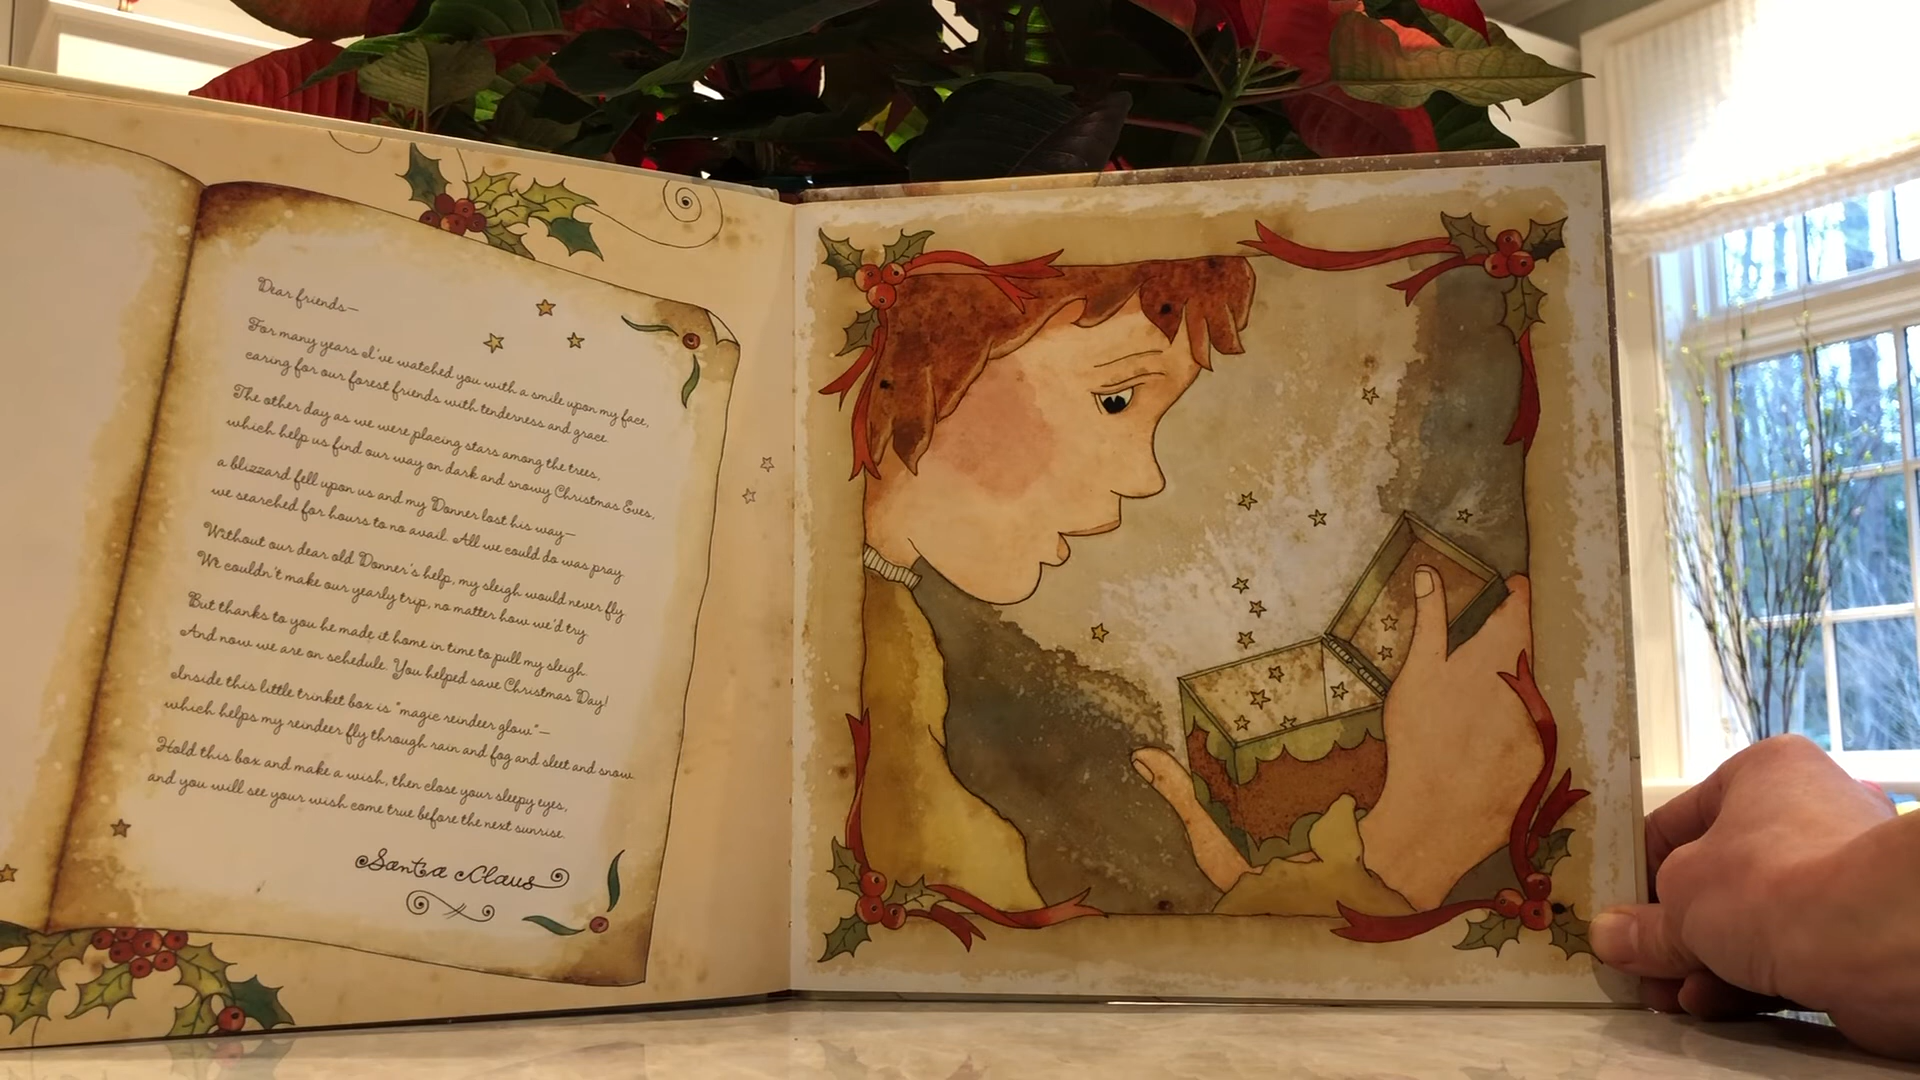 Dear friends—
For many years I've watched you with a smile upon my face,
caring for our forest friends with tenderness and grace.
The other day as we were placing stars among the trees,
which help us find our way on dark and snowy Christmas Eves,
a blizzard fell upon us and my Donner lost his way—
we searched for hours to no avail. All we could do was pray.
Without our dear old Donner's help, my sleigh would never fly
We couldn't make our yearly trip, no matter how we'd try.
But thanks to you he made it home in time to pull my sleigh.
And now we are on schedule. You helped save Christmas Day!
Inside this little trinket box is "magic reindeer glow"—
which helps my reindeer fly through rain and fog and sleet and snow.
Hold this box and make a wish, then close your sleepy eyes,
and you will see your wish come true before the next sunrise.
Santa Claus